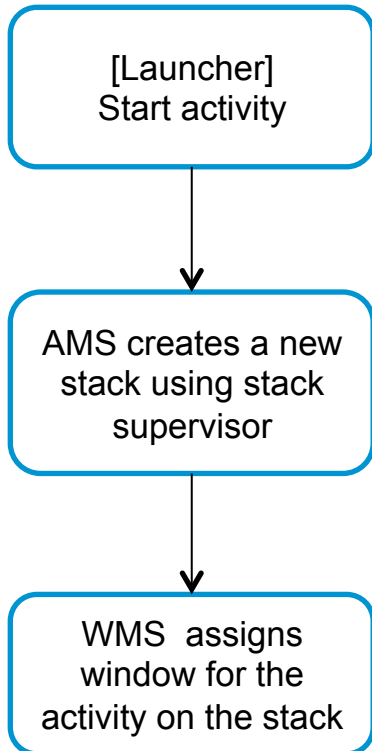 [Launcher]
Start activity
AMS creates a new
stack using stack
supervisor
WMS  assigns
window for the
activity on the stack